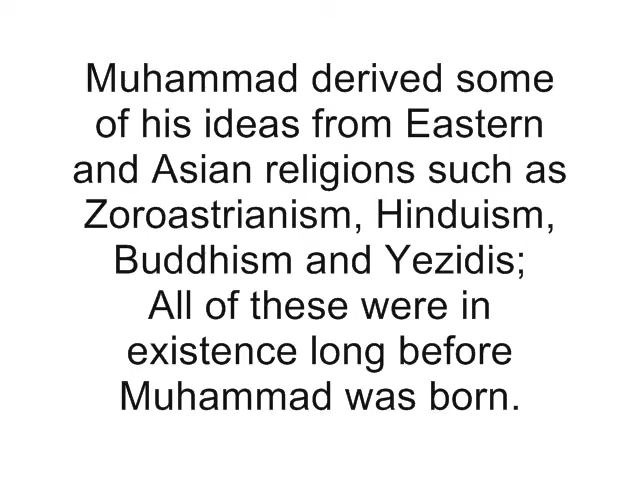 Muhammad derived some
of his ideas from Eastern
and Asian religions such as
Zoroastrianism, Hinduism,
Buddhism and Yezidis;
All of these were in
existence long before
Muhammad was born.